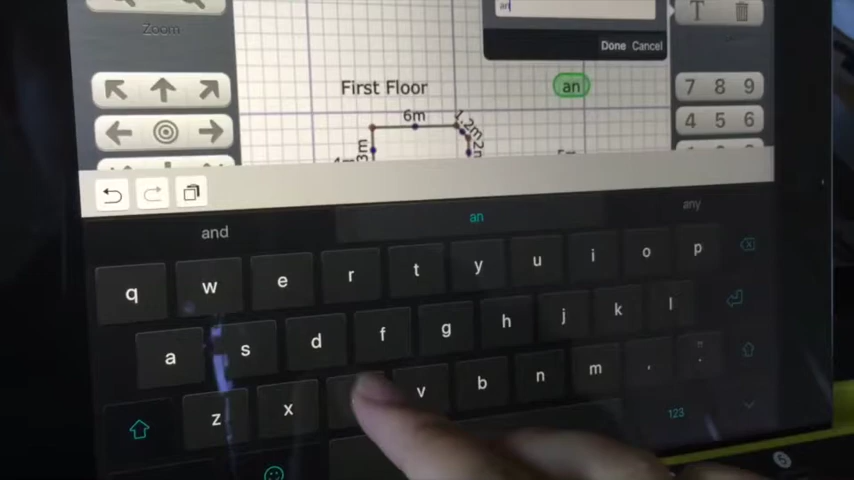 an
Done Cancel
T
Zoom
First Floor
an
7 8 9
6m
1.2m
3m
4 5 6
and an any
q w e r t y u i o p
a s d f g h j k l
z x v b n m , .
123